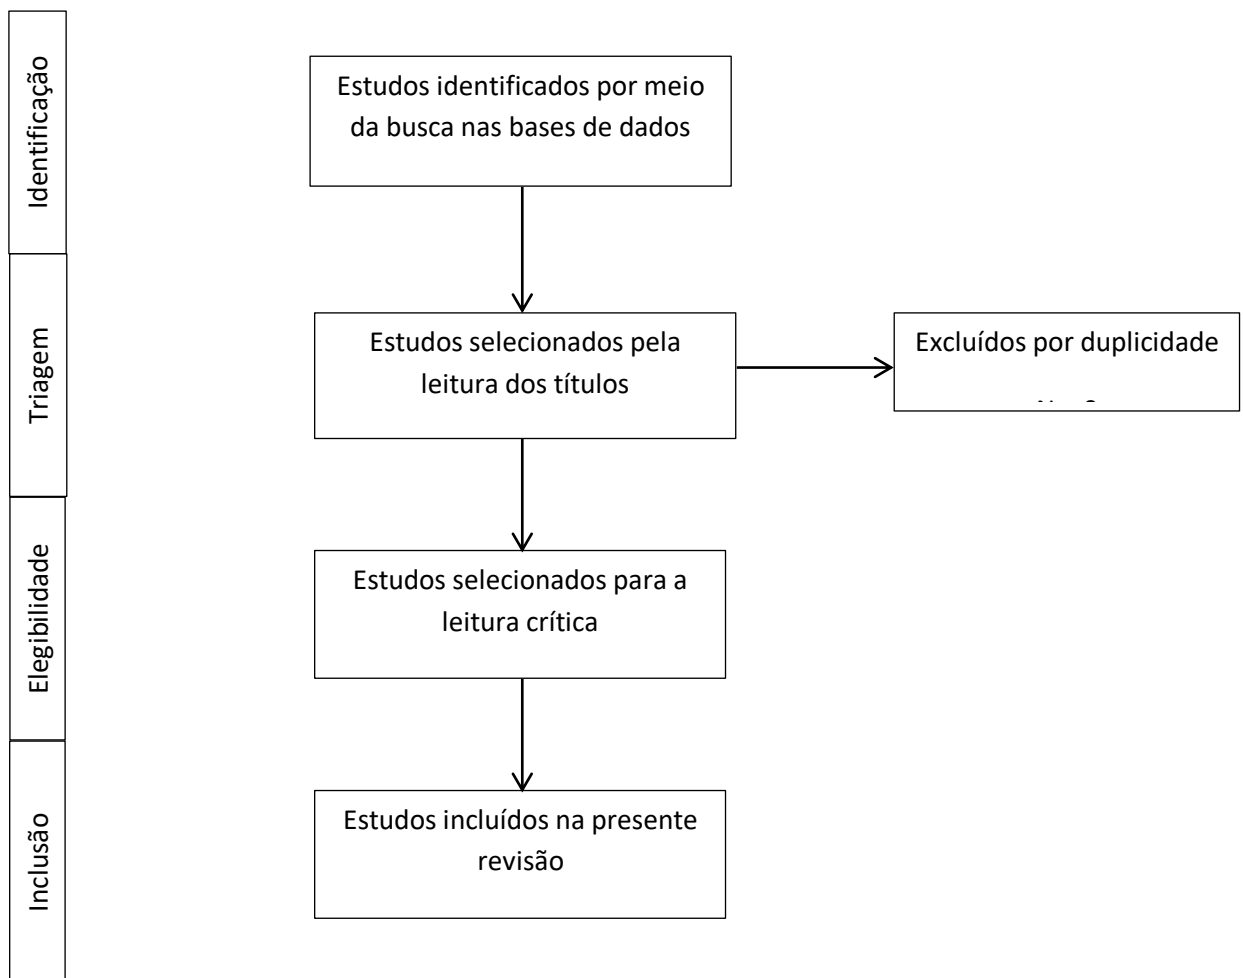 Identificação
Estudos identificados por meio
da busca nas bases de dados
Triagem
Estudos selecionados pela
leitura dos títulos
Excluídos por duplicidade
Elegibilidade
Estudos selecionados para a
leitura crítica
Inclusão
Estudos incluídos na presente
revisão